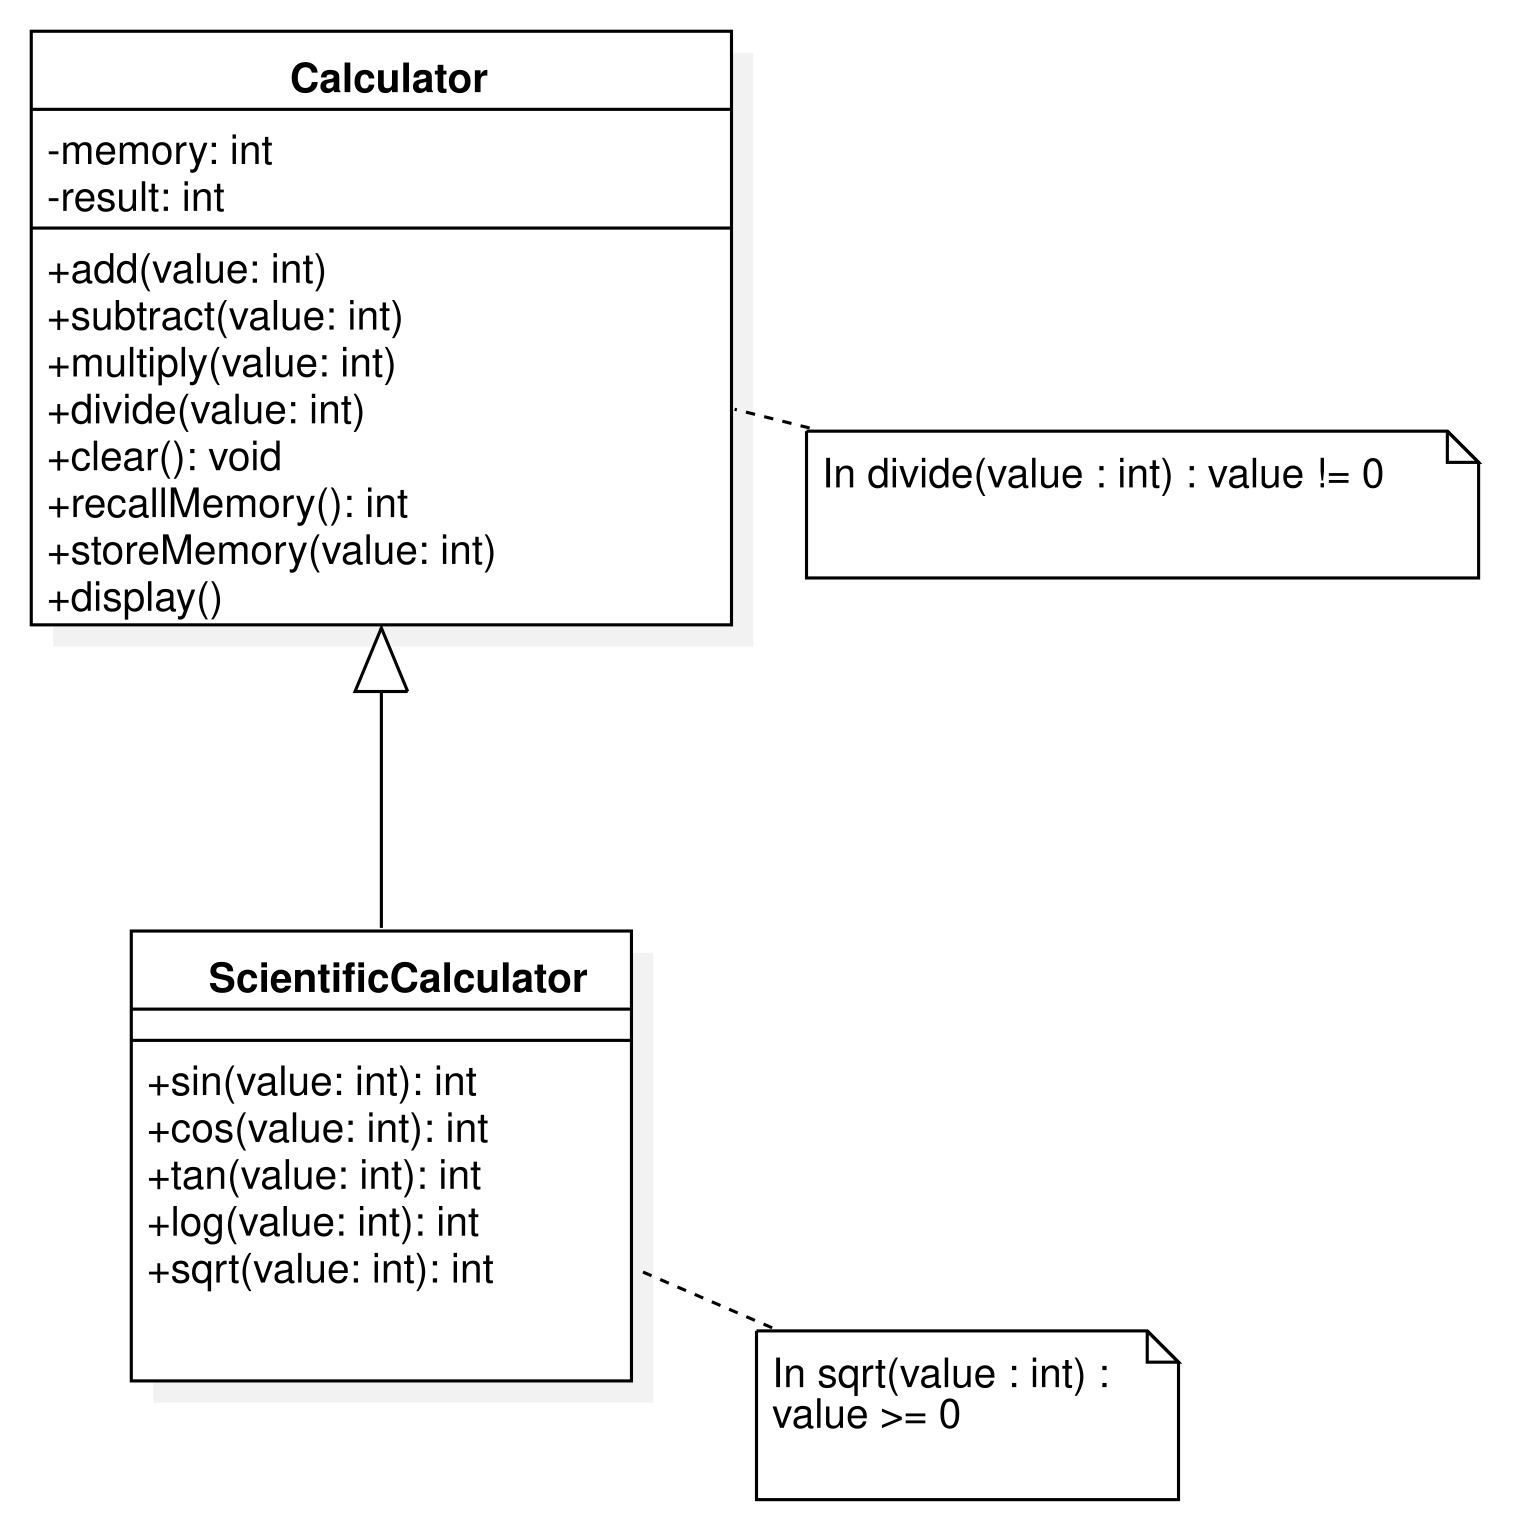 Calculator
-memory: int
-result: int
+add(value: int)
+subtract(value: int)
+multiply(value: int)
+divide(value: int)
+clear(): void
+recallMemory(): int
+storeMemory(value: int)
+display()
In divide(value : int) : value != 0
ScientificCalculator
+sin(value: int): int
+cos(value: int): int
+tan(value: int): int
+log(value: int): int
+sqrt(value: int): int
In sqrt(value : int) :
value >= 0